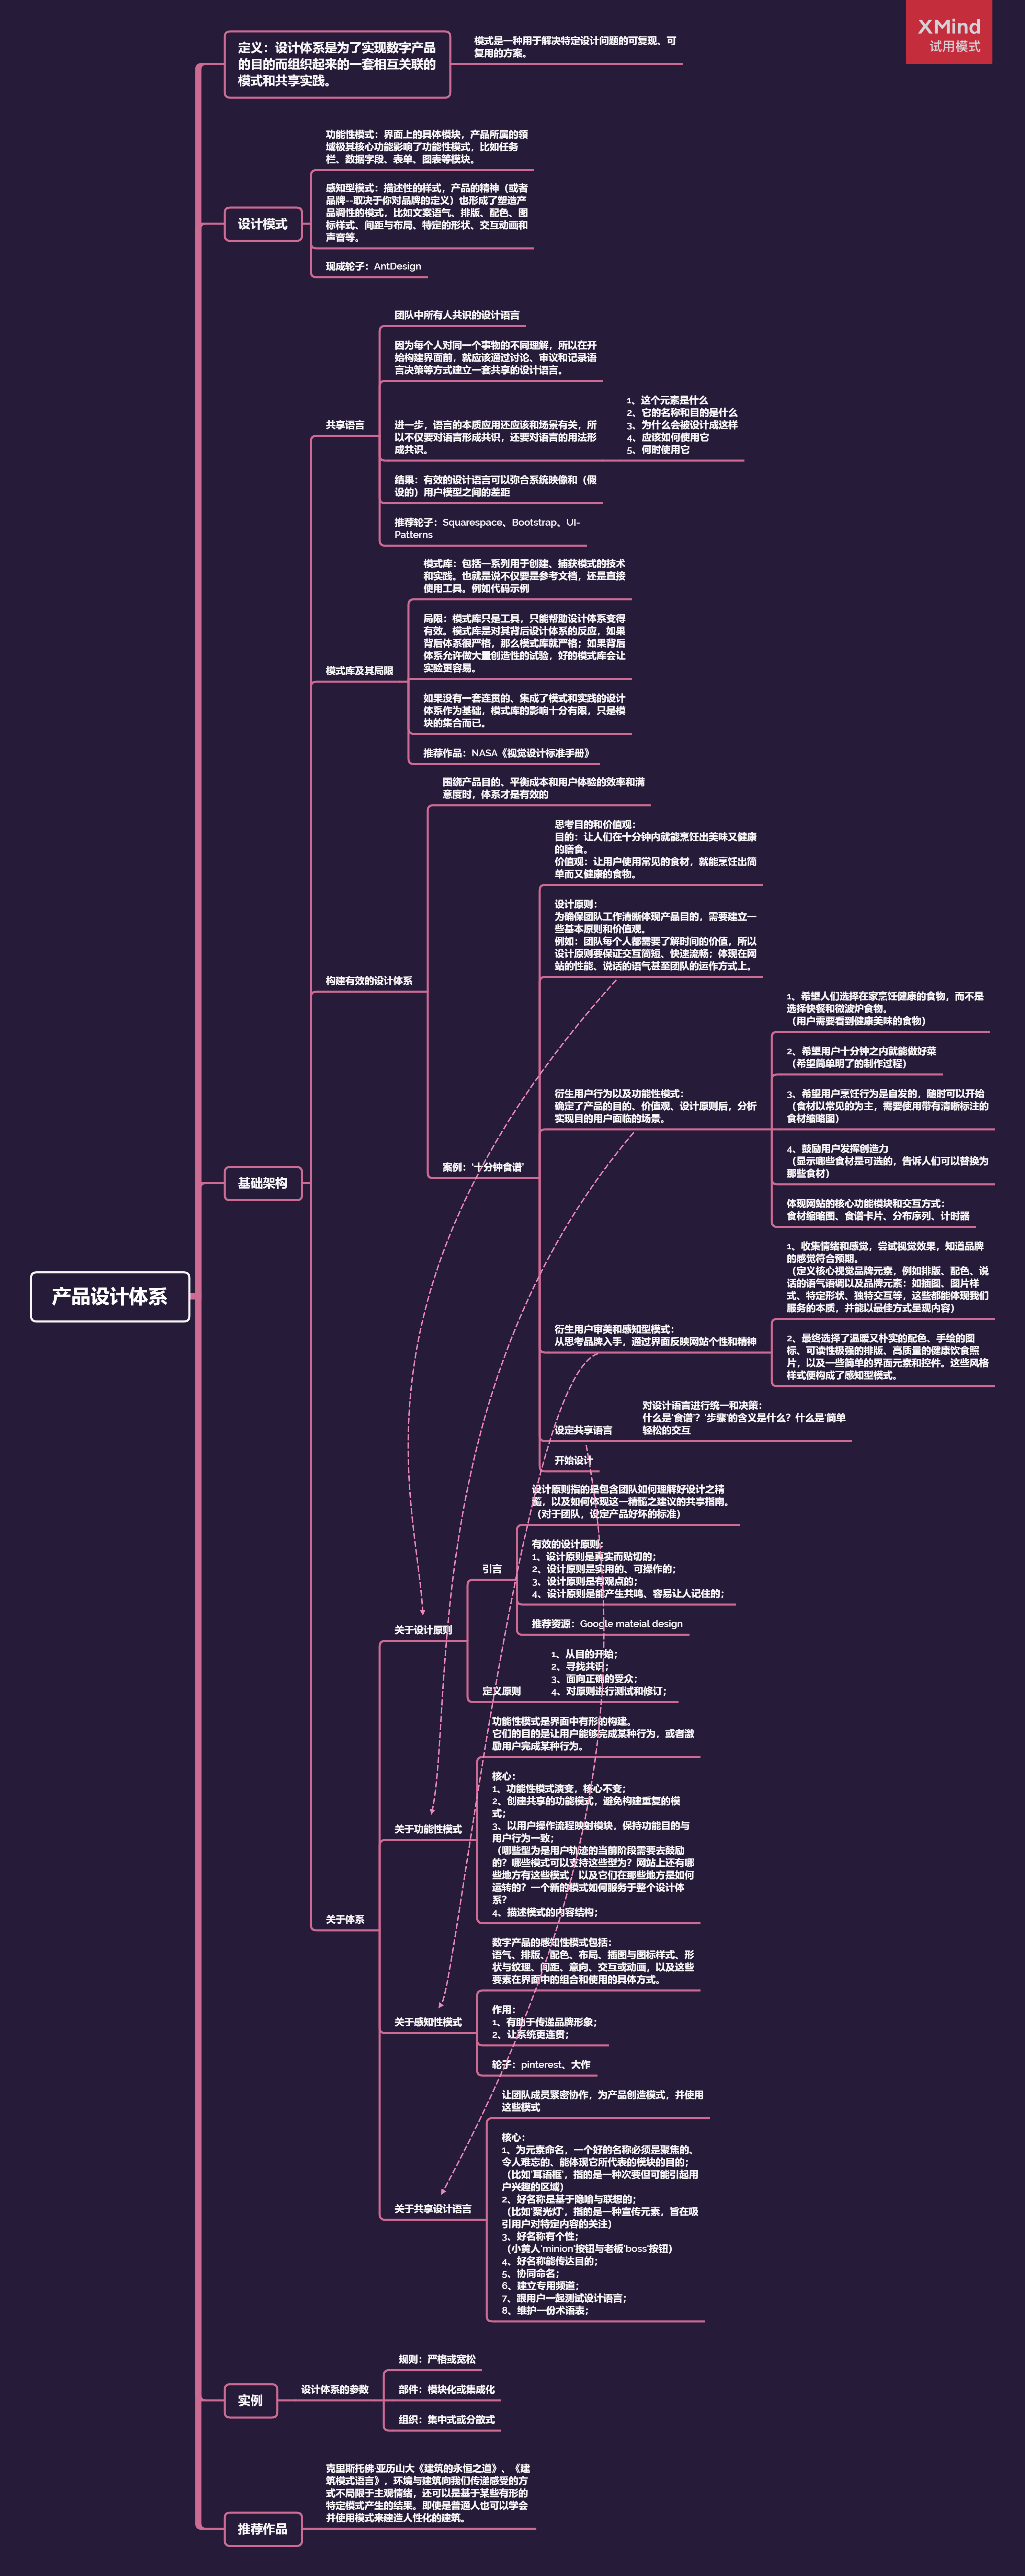 XMind
试用模式
定义：设计体系是为了实现数字产品
的目的而组织起来的一套相互关联的
模式和共享实践。
模式是一种用于解决特定设计问题的可复现、可
复用的方案。
设计模式
功能性模式：界面上的具体模块，产品所属的领
域极其核心功能影响了功能性模式，比如任务
栏、数据字段、表单、图表等模块。
感知型模式：描述性的样式，产品的精神（或者
品牌--取决于你对品牌的定义）也形成了塑造产
品调性的模式，比如文案语气、排版、配色、图
标样式、间距与布局、特定的形状、交互动画和
声音等。
现成轮子：AntDesign
产品设计体系
基础架构
共享语言
团队中所有人共识的设计语言
因为每个人对同一个事物的不同理解，所以在开
始构建界面前，就应该通过讨论、审议和记录语
言决策等方式建立一套共享的设计语言。
进一步，语言的本质应用还应该和场景有关，所
以不仅要对语言形成共识，还要对语言的用法形
成共识。
1、这个元素是什么
2、它的名称和目的是什么
3、为什么会被设计成这样
4、应该如何使用它
5、何时使用它
结果：有效的设计语言可以弥合系统映像和（假
设的）用户模型之间的差距
推荐轮子：Squarespace、Bootstrap、UI-
Patterns
模式库及其局限
模式库：包括一系列用于创建、捕获模式的技术
和实践。也就是说不仅要是参考文档，还是直接
使用工具。例如代码示例
局限：模式库只是工具，只能帮助设计体系变得
有效。模式库是对其背后设计体系的反应，如果
背后体系很严格，那么模式库就严格；如果背后
体系允许做大量创造性的试验，好的模式库会让
实验更容易。
如果没有一套连贯的、集成了模式和实践的设计
体系作为基础，模式库的影响十分有限，只是模
块的集合而已。
推荐作品：NASA《视觉设计标准手册》
构建有效的设计体系
围绕产品目的、平衡成本和用户体验的效率和满
意度时，体系才是有效的
案例：‘十分钟食谱’
思考目的和价值观：
目的：让人们在十分钟内就能烹饪出美味又健康
的膳食。
价值观：让用户使用常见的食材，就能烹饪出简
单而又健康的食物。
设计原则：
为确保团队工作清晰体现产品目的，需要建立一
些基本原则和价值观。
例如：团队每个人都需要了解时间的价值，所以
设计原则要保证交互简短、快速流畅；体现在网
站的性能、说话的语气甚至团队的运作方式上。
衍生用户行为以及功能性模式：
确定了产品的目的、价值观、设计原则后，分析
实现目的用户面临的场景。
1、希望人们选择在家烹饪健康的食物，而不是
选择快餐和微波炉食物。
（用户需要看到健康美味的食物）
2、希望用户十分钟之内就能做好菜
（希望简单明了的制作过程）
3、希望用户烹饪行为是自发的，随时可以开始
（食材以常见的为主，需要使用带有清晰标注的
食材缩略图）
4、鼓励用户发挥创造力
（显示哪些食材是可选的，告诉人们可以替换为
那些食材）
体现网站的核心功能模块和交互方式：
食材缩略图、食谱卡片、分布序列、计时器
衍生用户审美和感知型模式：
从思考品牌入手，通过界面反映网站个性和精神
1、收集情绪和感觉，尝试视觉效果，知道品牌
的感觉符合预期。
（定义核心视觉品牌元素，例如排版、配色、说
话的语气语调以及品牌元素：如插图、图片样
式、特定形状、独特交互等，这些都能体现我们
服务的本质，并能以最佳方式呈现内容）
2、最终选择了温暖又朴实的配色、手绘的图
标、可读性极强的排版、高质量的健康饮食照
片，以及一些简单的界面元素和控件。这些风格
样式便构成了感知型模式。
设定共享语言
对设计语言进行统一和决策：
什么是‘食谱’？‘步骤’的含义是什么？什么是‘简单
轻松的交互
开始设计
关于体系
关于设计原则
引言
设计原则指的是包含团队如何理解好设计之精
髓，以及如何体现这一精髓之建议的共享指南。
（对于团队，设定产品好坏的标准）
有效的设计原则：
1、设计原则是真实而贴切的；
2、设计原则是实用的、可操作的；
3、设计原则是有观点的；
4、设计原则是能产生共鸣、容易让人记住的；
推荐资源：Google mateial design
定义原则
1、从目的开始；
2、寻找共识；
3、面向正确的受众；
4、对原则进行测试和修订；
关于功能性模式
功能性模式是界面中有形的构建。
它们的目的是让用户能够完成某种行为，或者激
励用户完成某种行为。
核心：
1、功能性模式演变，核心不变；
2、创建共享的功能模式，避免构建重复的模
式；
3、以用户操作流程映射模块，保持功能目的与
用户行为一致；
（哪些型为是用户轨迹的当前阶段需要去鼓励
的？哪些模式可以支持这些型为？网站上还有哪
些地方有这些模式，以及它们在那些地方是如何
运转的？一个新的模式如何服务于整个设计体
系？
4、描述模式的内容结构；
关于感知性模式
数字产品的感知性模式包括：
语气、排版、配色、布局、插图与图标样式、形
状与纹理、间距、意向、交互或动画，以及这些
要素在界面中的组合和使用的具体方式。
作用：
1、有助于传递品牌形象；
2、让系统更连贯；
轮子：pinterest、大作
关于共享设计语言
让团队成员紧密协作，为产品创造模式，并使用
这些模式
核心：
1、为元素命名，一个好的名称必须是聚焦的、
令人难忘的、能体现它所代表的模块的目的；
（比如‘耳语框’，指的是一种次要但可能引起用
户兴趣的区域）
2、好名称是基于隐喻与联想的；
（比如‘聚光灯’，指的是一种宣传元素，旨在吸
引用户对特定内容的关注）
3、好名称有个性；
（小黄人‘minion’按钮与老板‘boss’按钮）
4、好名称能传达目的；
5、协同命名；
6、建立专用频道；
7、跟用户一起测试设计语言；
8、维护一份术语表；
实例
设计体系的参数
规则：严格或宽松
部件：模块化或集成化
组织：集中式或分散式
推荐作品
克里斯托佛·亚历山大《建筑的永恒之道》、《建
筑模式语言》，环境与建筑向我们传递感受的方
式不局限于主观情绪，还可以是基于某些有形的
特定模式产生的结果。即使是普通人也可以学会
并使用模式来建造人性化的建筑。